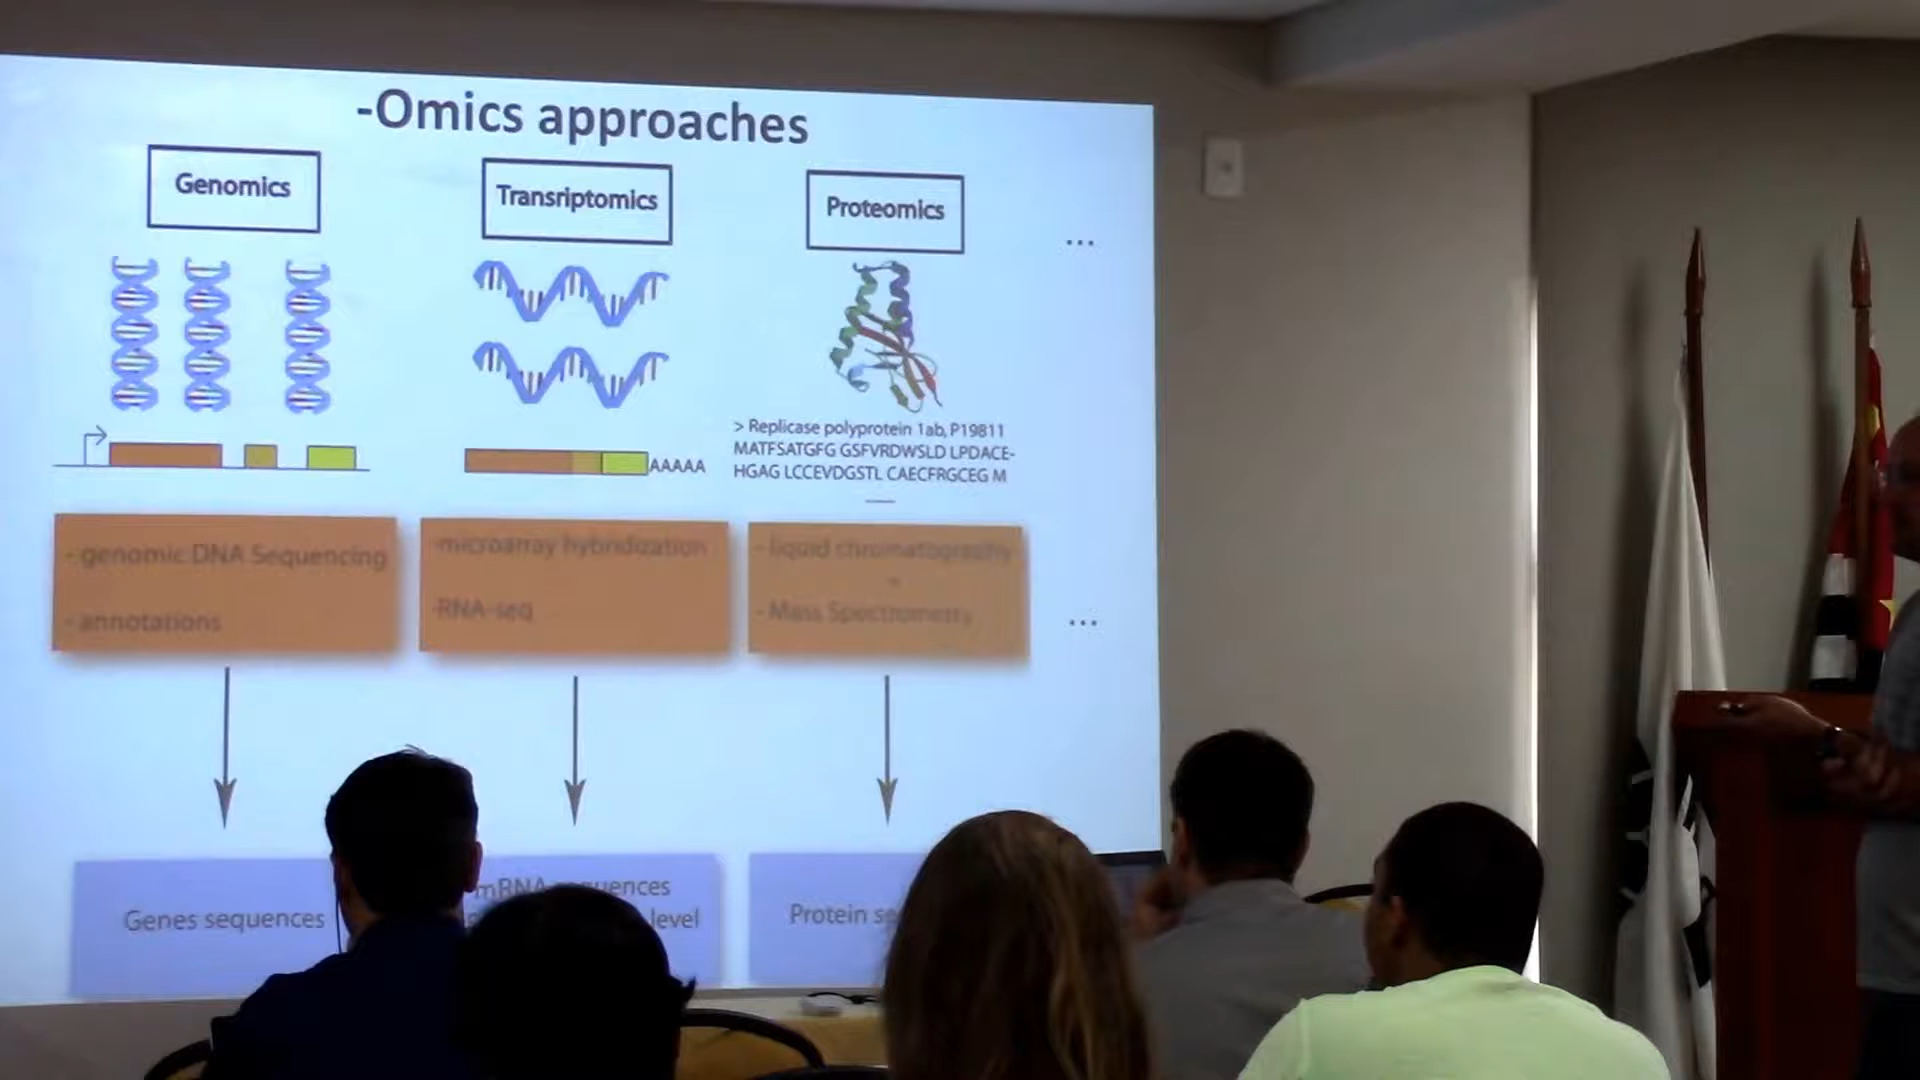 -Omics approaches
Genomics
Transriptomics
Proteomics
...
AAAAA
> Replicase polyprotein 1ab, P19811
MATFSATGFG GSFVRDWSLD LPDACE-
HGAG LCCEVDGSTL CAECFRGCEG M
- genomic DNA Sequencing
- annotations
-microarray hybridization
-RNA-seq
- liquid chromatography
- Mass Spectrometty
...
Genes sequences
mRNA
level
Protein